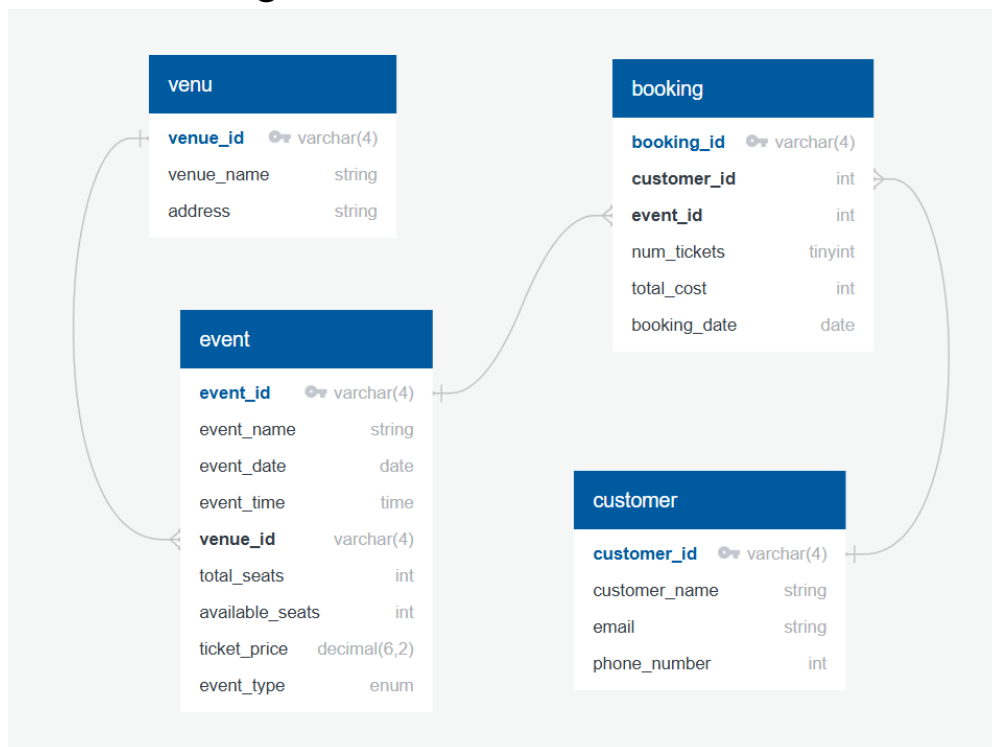 venu
venue_id varchar(4)
venue_name string
address string
event
event_id varchar(4)
event_name string
event_date date
event_time time
venue_id varchar(4)
total_seats int
available_seats int
ticket_price decimal(6,2)
event_type enum
booking
booking_id varchar(4)
customer_id int
event_id int
num_tickets tinyint
total_cost int
booking_date date
customer
customer_id varchar(4)
customer_name string
email string
phone_number int